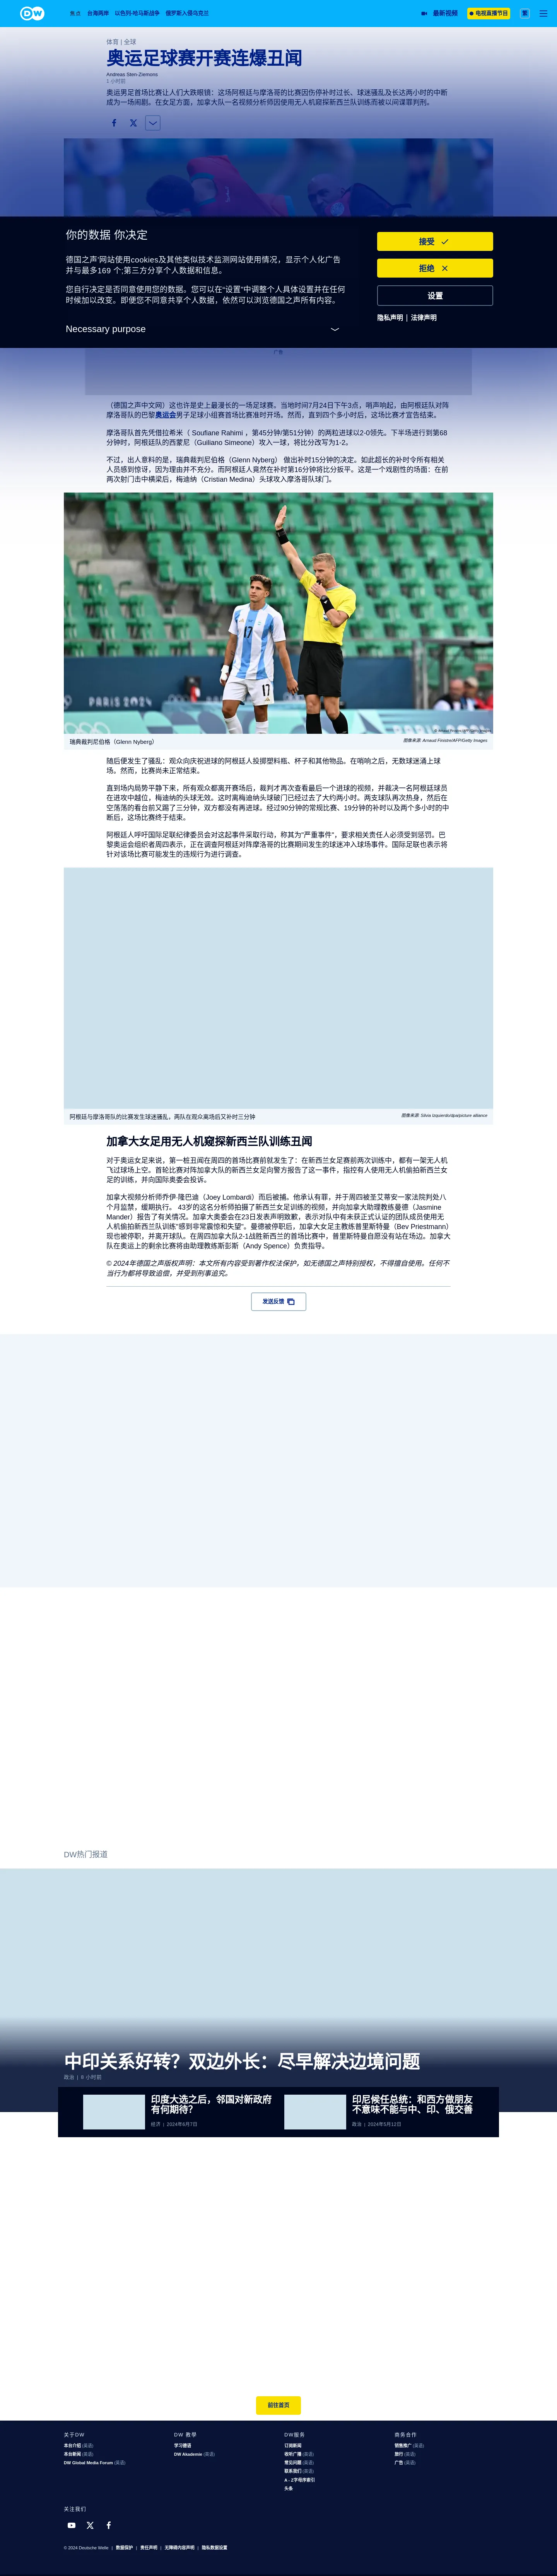 DW
焦点 台海两岸 以色列-哈马斯战争 俄罗斯入侵乌克兰 最新视频 电视直播节目 繁
体育 | 全球
奥运足球赛开赛连爆丑闻
Andreas Sten-Ziemons
1 小时前
奥运男足首场比赛让人们大跌眼镜：这场阿根廷与摩洛哥的比赛因伤停补时过长、球迷骚乱及长达两小时的中断
成为一场闹剧。在女足方面，加拿大队一名视频分析师因使用无人机窥探新西兰队训练而被以间谍罪判刑。
你的数据 你决定
德国之声'网站使用cookies及其他类似技术监测网站使用情况，显示个人化广告
并与最多169 个;第三方分享个人数据和信息。
您自行决定是否同意使用您的数据。您可以在"设置"中调整个人具体设置并在任何
时候加以改变。即便您不同意共享个人数据，依然可以浏览德国之声所有内容。
Necessary purpose
接受
拒绝
设置
隐私声明 | 法律声明
广告
（德国之声中文网）这也许是史上最漫长的一场足球赛。当地时间7月24日下午3点，哨声响起，由阿根廷队对阵
摩洛哥队的巴黎奥运会男子足球小组赛首场比赛准时开场。然而，直到四个多小时后，这场比赛才宣告结束。
摩洛哥队首先凭借拉希米（ Soufiane Rahimi ，第45分钟/第51分钟）的两粒进球以2-0领先。下半场进行到第68
分钟时，阿根廷队的西蒙尼（Guiliano Simeone）攻入一球，将比分改写为1-2。
不过，出人意料的是，瑞典裁判尼伯格（Glenn Nyberg） 做出补时15分钟的决定。如此超长的补时令所有相关
人员感到惊讶，因为理由并不充分。而阿根廷人竟然在补时第16分钟将比分扳平。这是一个戏剧性的场面：在前
两次射门击中横梁后，梅迪纳（Cristian Medina）头球攻入摩洛哥队球门。
17
PARIS 2024
瑞典裁判尼伯格（Glenn Nyberg）
图像来源: Arnaud Finistre/AFP/Getty Images
随后便发生了骚乱：观众向庆祝进球的阿根廷人投掷塑料瓶、杯子和其他物品。在哨响之后，无数球迷涌上球
场。然而，比赛尚未正常结束。
直到场内局势平静下来，所有观众都离开赛场后，裁判才再次查看最后一个进球的视频，并裁决一名阿根廷球员
在进攻中越位，梅迪纳的头球无效。这时离梅迪纳头球破门已经过去了大约两小时。两支球队再次热身，然后在
空荡荡的看台前又踢了三分钟，双方都没有再进球。经过90分钟的常规比赛、19分钟的补时以及两个多小时的中
断后，这场比赛终于结束。
阿根廷人呼吁国际足联纪律委员会对这起事件采取行动，称其为"严重事件"，要求相关责任人必须受到惩罚。巴
黎奥运会组织者周四表示，正在调查阿根廷对阵摩洛哥的比赛期间发生的球迷冲入球场事件。国际足联也表示将
针对该场比赛可能发生的违规行为进行调查。
阿根廷与摩洛哥队的比赛发生球迷骚乱，两队在观众离场后又补时三分钟
图像来源: Silvia Izquierdo/dpa/picture alliance
加拿大女足用无人机窥探新西兰队训练丑闻
对于奥运女足来说，第一桩丑闻在周四的首场比赛前就发生了：在新西兰女足赛前两次训练中，都有一架无人机
飞过球场上空。首轮比赛对阵加拿大队的新西兰女足向警方报告了这一事件，指控有人使用无人机偷拍新西兰女
足的训练，并向国际奥委会投诉。
加拿大视频分析师乔伊·隆巴迪（Joey Lombardi）而后被捕。他承认有罪，并于周四被圣艾蒂安一家法院判处八
个月监禁，缓期执行。 43岁的这名分析师拍摄了新西兰女足训练的视频，并向加拿大助理教练曼德（Jasmine
Mander）报告了有关情况。加拿大奥委会在23日发表声明致歉，表示对队中有未获得正式认证的团队成员使用无
人机偷拍新西兰队训练"感到非常震惊和失望"。曼德被停职后，加拿大女足主教练普里斯特曼（Bev Priestmann）
现也被停职，并离开球队。在周四加拿大队2-1战胜新西兰的首场比赛中，普里斯特曼自愿没有站在场边。加拿大
队在奥运上的剩余比赛将由助理教练斯彭斯（Andy Spence）负责指导。
© 2024年德国之声版权声明：本文所有内容受到著作权法保护，如无德国之声特别授权，不得擅自使用。任何不
当行为都将导致追偿，并受到刑事追究。
发送反馈
DW热门报道
中印关系好转？双边外长：尽早解决边境问题
政治 | 6 小时前
印度大选之后，邻国对新政府
有何期待？
经济 | 2024年6月7日
印尼候任总统：和西方做朋友
不意味不能与中、印、俄交善
政治 | 2024年5月12日
前往首页
关于DW
本台介绍 (英语)
本台新闻 (英语)
DW Global Media Forum (英语)
DW 教學
学习德语
DW Akademie (英语)
DW服务
订阅新闻
收听广播 (英语)
常见问题 (英语)
联系我们 (英语)
A - Z字母序索引
头条
商务合作
销售推广 (英语)
旅行 (英语)
广告 (英语)
关注我们
© 2024 Deutsche Welle | 数据保护 | 责任声明 | 无障碍内容声明 | 隐私数据设置